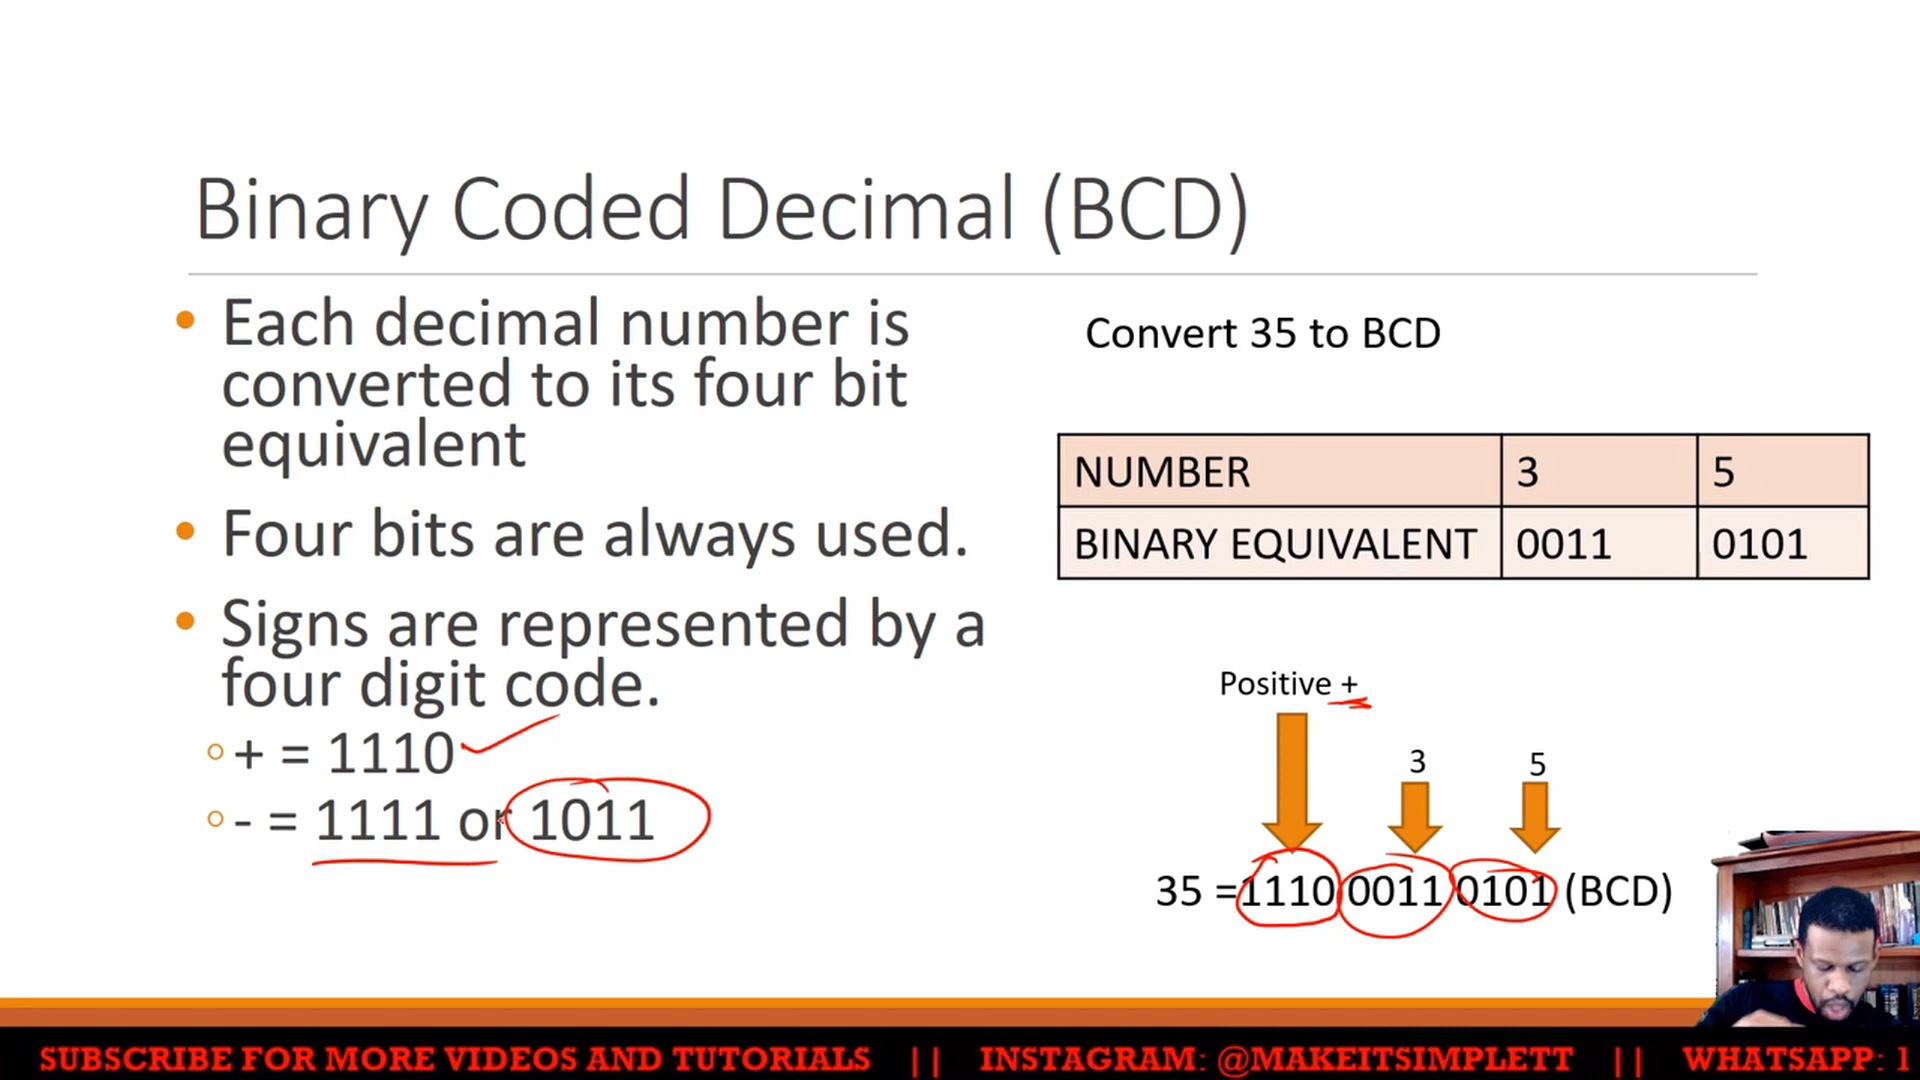 Binary Coded Decimal (BCD)
• Each decimal number is
converted to its four bit
equivalent
• Four bits are always used.
• Signs are represented by a
four digit code.
◦ + = 1110
◦ - = 1111 or 1011
Convert 35 to BCD
NUMBER 3 5
BINARY EQUIVALENT 0011 0101
Positive +
3 5
35 =1110 0011 0101 (BCD)
SUBSCRIBE FOR MORE VIDEOS AND TUTORIALS || INSTAGRAM: @MAKEITSIMPLETT || WHATSAPP: 1